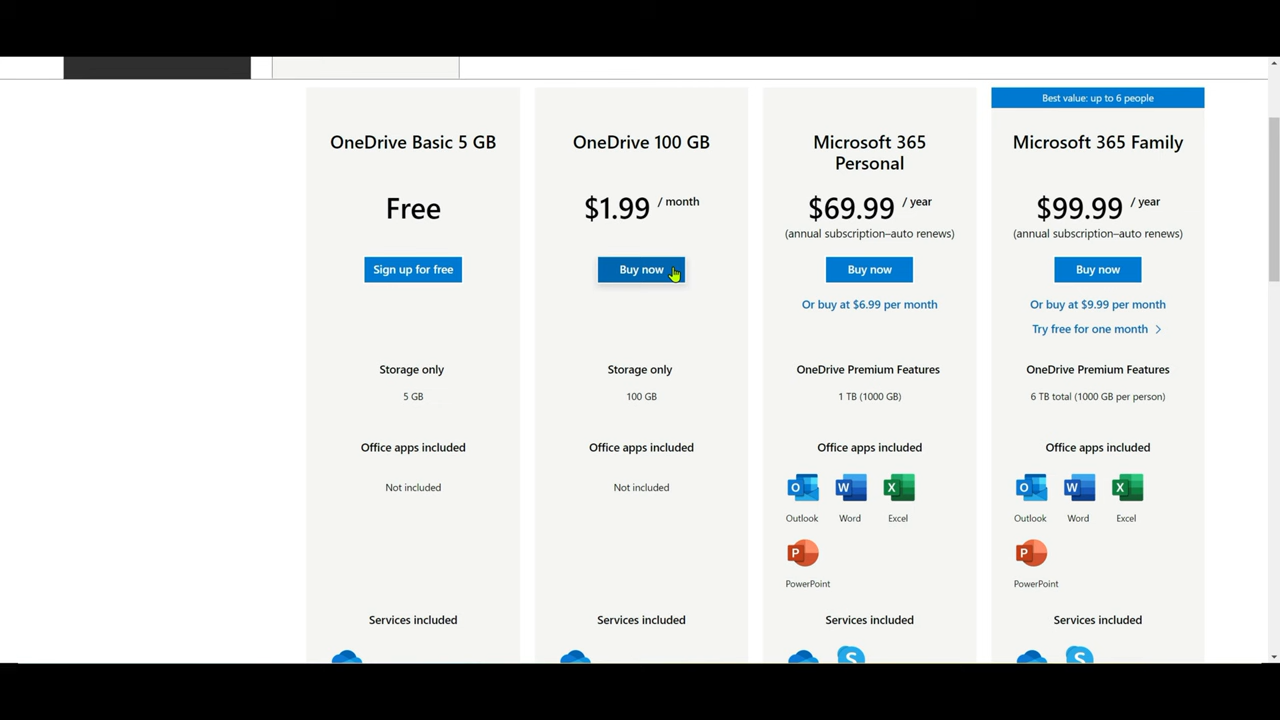 Best value: up to 6 people
OneDrive Basic 5 GB
Free
Sign up for free
Storage only
5 GB
Office apps included
Not included
Services included
OneDrive 100 GB
$1.99 / month
Buy now
Storage only
100 GB
Office apps included
Not included
Services included
Microsoft 365
Personal
$69.99 / year
(annual subscription–auto renews)
Buy now
Or buy at $6.99 per month
OneDrive Premium Features
1 TB (1000 GB)
Office apps included
O W X
Outlook Word Excel
P
PowerPoint
Services included
S
Microsoft 365 Family
$99.99 / year
(annual subscription–auto renews)
Buy now
Or buy at $9.99 per month
Try free for one month >
OneDrive Premium Features
6 TB total (1000 GB per person)
Office apps included
O W X
Outlook Word Excel
P
PowerPoint
Services included
S